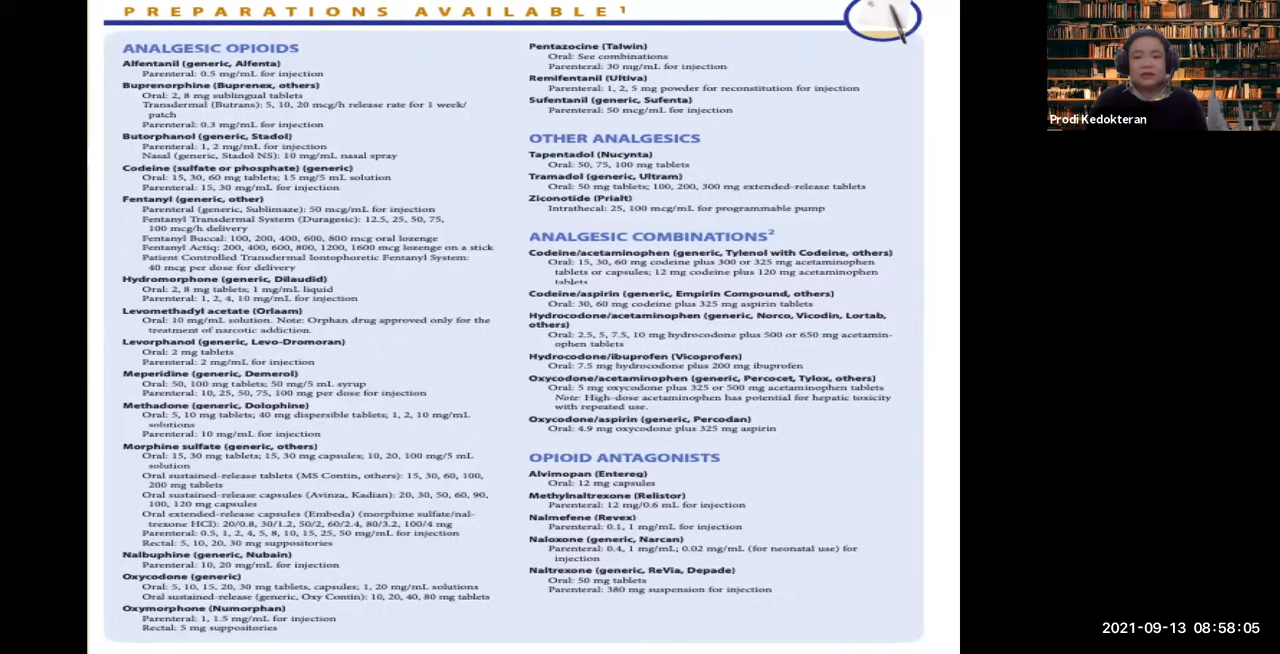 PREPARATIONS AVAILABLE¹
ANALGESIC OPIOIDS
Alfentanil (generic, Alfenta)
Parenteral: 0.5 mg/mL for injection
Buprenorphine (Buprenex, others)
Oral: 2, 8 mg sublingual tablets
Transdermal (Butrans): 5, 10, 20 mcg/h release rate for 1 week/
patch
Parenteral: 0.3 mg/mL for injection
Butorphanol (generic, Stadol)
Parenteral: 1, 2 mg/mL for injection
Nasal (generic, Stadol NS): 10 mg/mL nasal spray
Codeine (sulfate or phosphate) (generic)
Oral: 15, 30, 60 mg tablets; 15 mg/5 mL solution
Parenteral: 15, 30 mg/mL for injection
Fentanyl (generic, other)
Parenteral (generic, Sublimaze): 50 mcg/mL for injection
Fentanyl Transdermal System (Duragesic): 12.5, 25, 50, 75,
100 mcg/h delivery
Fentanyl Buccal: 100, 200, 400, 600, 800 mcg oral lozenge
Fentanyl Actiq: 200, 400, 600, 800, 1200, 1600 mcg lozenge on a stick
Patient Controlled Transdermal Iontophoretic Fentanyl System:
40 mcg per dose for delivery
Hydromorphone (generic, Dilaudid)
Oral: 2, 8 mg tablets; 1 mg/mL liquid
Parenteral: 1, 2, 4, 10 mg/mL for injection
Levomethadyl acetate (Orlaam)
Oral: 10 mg/mL solution. Note: Orphan drug approved only for the
treatment of narcotic addiction.
Levorphanol (generic, Levo-Dromoran)
Oral: 2 mg tablets
Parenteral: 2 mg/mL for injection
Meperidine (generic, Demerol)
Oral: 50, 100 mg tablets; 50 mg/5 mL syrup
Parenteral: 10, 25, 50, 75, 100 mg per dose for injection
Methadone (generic, Dolophine)
Oral: 5, 10 mg tablets; 40 mg dispersible tablets; 1, 2, 10 mg/mL
solutions
Parenteral: 10 mg/mL for injection
Morphine sulfate (generic, others)
Oral: 15, 30 mg tablets; 15, 30 mg capsules; 10, 20, 100 mg/5 mL
solution
Oral sustained-release tablets (MS Contin, others): 15, 30, 60, 100,
200 mg tablets
Oral sustained-release capsules (Avinza, Kadian): 20, 30, 50, 60, 90,
100, 120 mg capsules
Oral extended-release capsules (Embeda) (morphine sulfate/nal-
trexone HCl): 20/0.8, 30/1.2, 50/2, 60/2.4, 80/3.2, 100/4 mg
Parenteral: 0.5, 1, 2, 4, 5, 8, 10, 15, 25, 50 mg/mL for injection
Rectal: 5, 10, 20, 30 mg suppositories
Nalbuphine (generic, Nubain)
Parenteral: 10, 20 mg/mL for injection
Oxycodone (generic)
Oral: 5, 10, 15, 20, 30 mg tablets, capsules; 1, 20 mg/mL solutions
Oral sustained-release (generic, Oxy Contin): 10, 20, 40, 80 mg tablets
Oxymorphone (Numorphan)
Parenteral: 1, 1.5 mg/mL for injection
Rectal: 5 mg suppositories
Pentazocine (Talwin)
Oral: See combinations
Parenteral: 30 mg/mL for injection
Remifentanil (Ultiva)
Parenteral: 1, 2, 5 mg powder for reconstitution for injection
Sufentanil (generic, Sufenta)
Parenteral: 50 mcg/mL for injection
OTHER ANALGESICS
Tapentadol (Nucynta)
Oral: 50, 75, 100 mg tablets
Tramadol (generic, Ultram)
Oral: 50 mg tablets; 100, 200, 300 mg extended-release tablets
Ziconotide (Prialt)
Intrathecal: 25, 100 mcg/mL for programmable pump
ANALGESIC COMBINATIONS²
Codeine/acetaminophen (generic, Tylenol with Codeine, others)
Oral: 15, 30, 60 mg codeine plus 300 or 325 mg acetaminophen
tablets or capsules; 12 mg codeine plus 120 mg acetaminophen
tablets
Codeine/aspirin (generic, Empirin Compound, others)
Oral: 30, 60 mg codeine plus 325 mg aspirin tablets
Hydrocodone/acetaminophen (generic, Norco, Vicodin, Lortab,
others)
Oral: 2.5, 5, 7.5, 10 mg hydrocodone plus 500 or 650 mg acetamin-
ophen tablets
Hydrocodone/ibuprofen (Vicoprofen)
Oral: 7.5 mg hydrocodone plus 200 mg ibuprofen
Oxycodone/acetaminophen (generic, Percocet, Tylox, others)
Oral: 5 mg oxycodone plus 325 or 500 mg acetaminophen tablets
Note: High-dose acetaminophen has potential for hepatic toxicity
with repeated use.
Oxycodone/aspirin (generic, Percodan)
Oral: 4.9 mg oxycodone plus 325 mg aspirin
OPIOID ANTAGONISTS
Alvimopan (Entereg)
Oral: 12 mg capsules
Methylnaltrexone (Relistor)
Parenteral: 12 mg/0.6 mL for injection
Nalmefene (Revex)
Parenteral: 0.1, 1 mg/mL for injection
Naloxone (generic, Narcan)
Parenteral: 0.4, 1 mg/mL; 0.02 mg/mL (for neonatal use) for
injection
Naltrexone (generic, ReVia, Depade)
Oral: 50 mg tablets
Parenteral: 380 mg suspension for injection
Prodi Kedokteran
2021-09-13 08:58:05